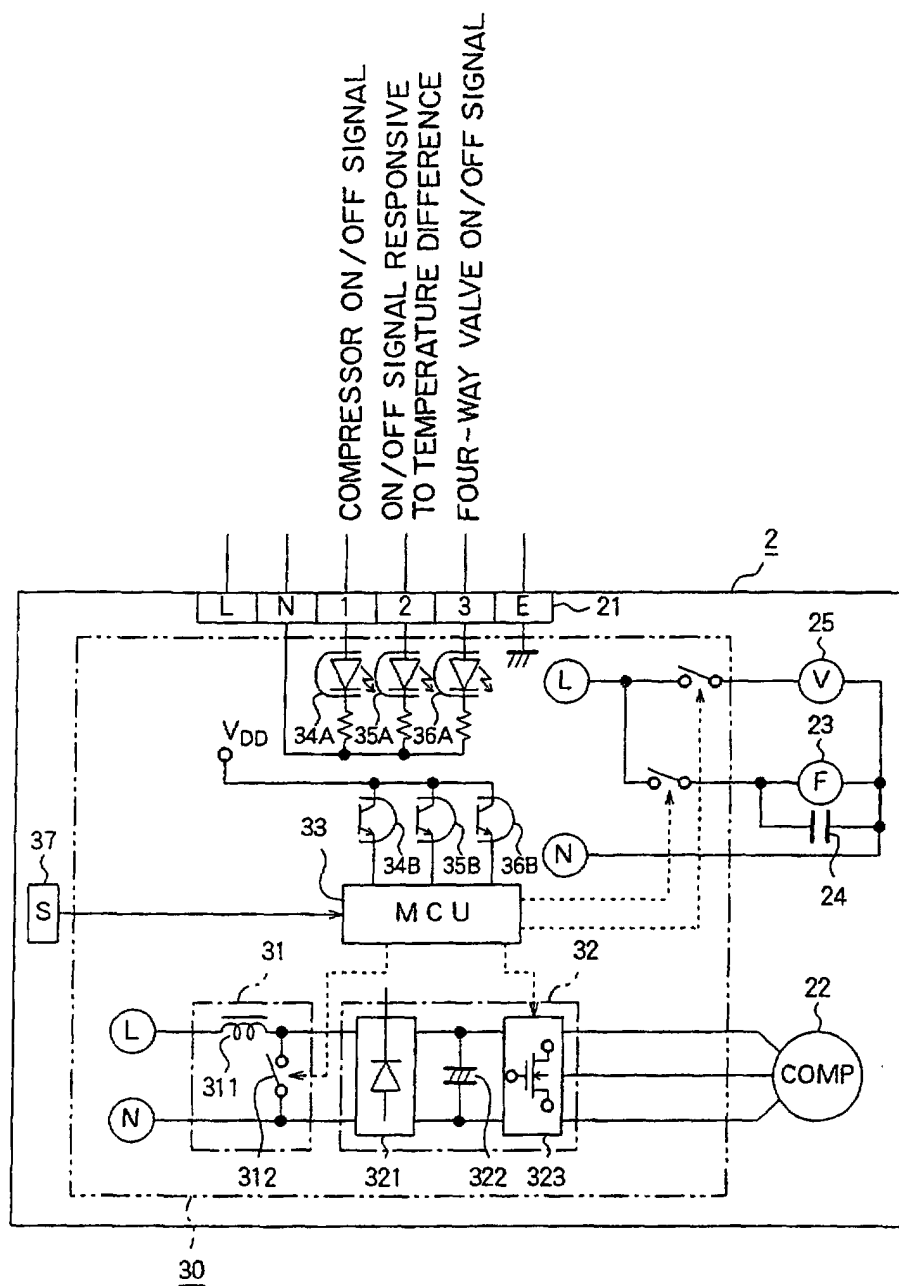 COMPRESSOR ON/OFF SIGNAL
ON/OFF SIGNAL RESPONSIVE
TO TEMPERATURE DIFFERENCE
FOUR-WAY VALVE ON/OFF SIGNAL
2
L N 1 2 3 E 21
25
L V
34A 35A 36A
23
VDD
F
37 33 34B 35B 36B N
24
S MCU
31 32 22
L
311 COMP
N
312 321 322 323
30